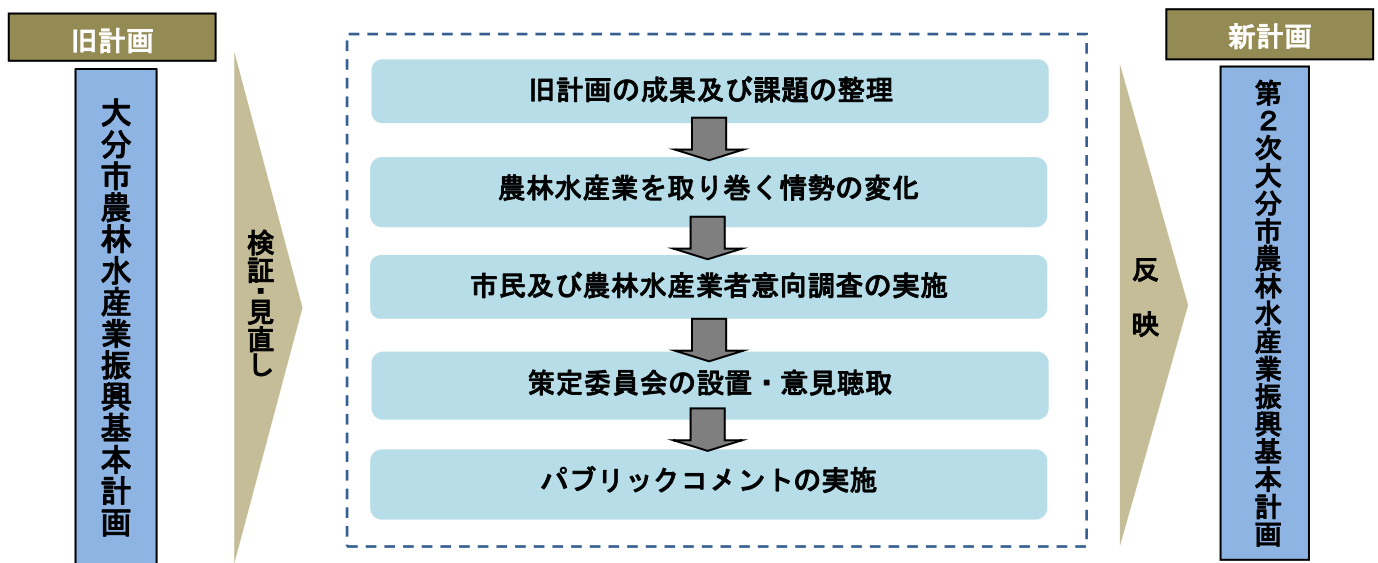 旧計画
大分市農林水産業振興基本計画
検証・見直し
旧計画の成果及び課題の整理
農林水産業を取り巻く情勢の変化
市民及び農林水産業者意向調査の実施
策定委員会の設置・意見聴取
パブリックコメントの実施
反映
新計画
第２次大分市農林水産業振興基本計画